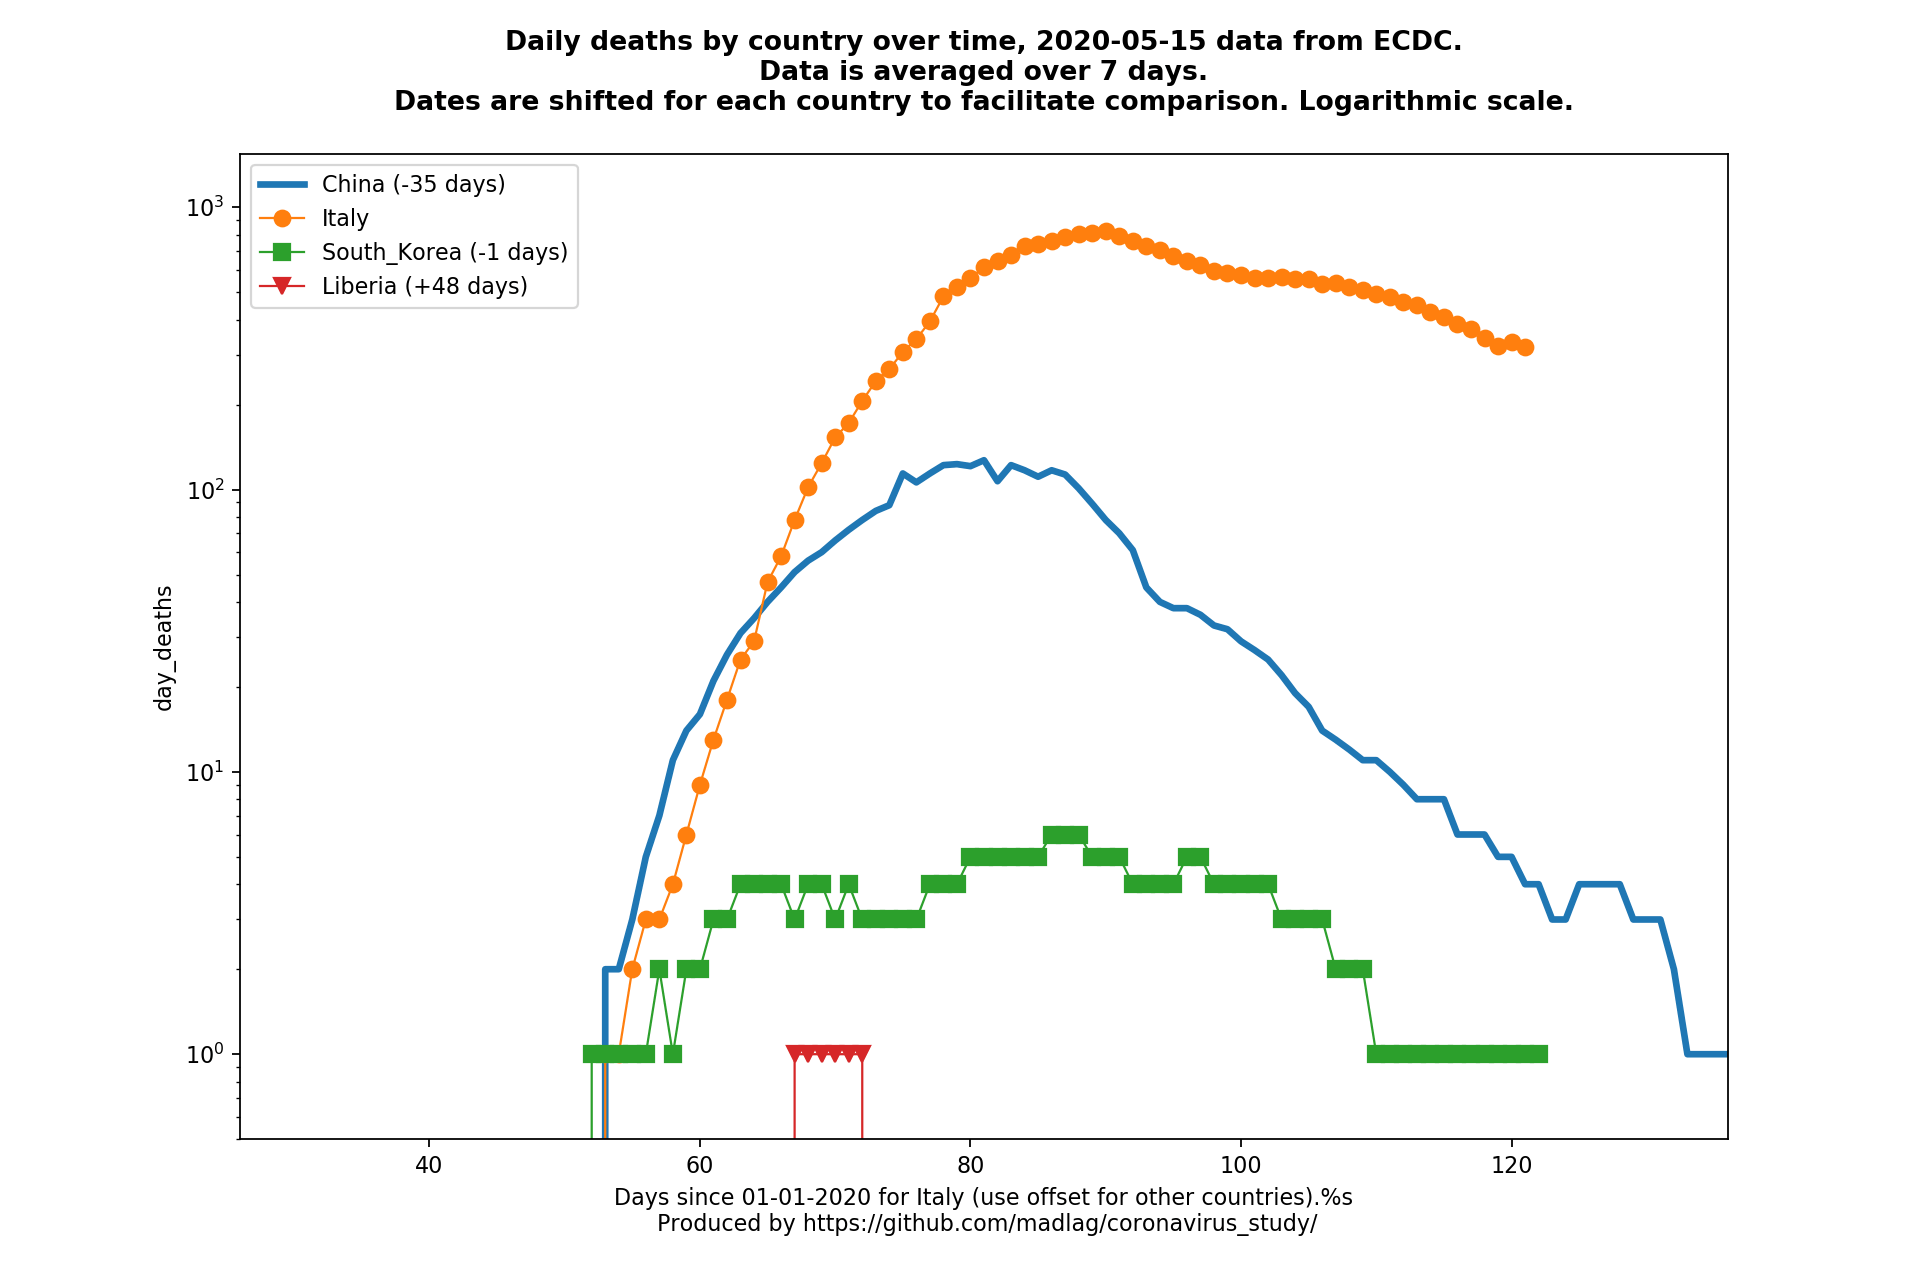 Daily deaths by country over time, 2020-05-15 data from ECDC.
Data is averaged over 7 days.
Dates are shifted for each country to facilitate comparison. Logarithmic scale.
China (-35 days)
Italy
South_Korea (-1 days)
Liberia (+48 days)
10³
10²
10¹
10⁰
day_deaths
40 60 80 100 120
Days since 01-01-2020 for Italy (use offset for other countries).%s
Produced by https://github.com/madlag/coronavirus_study/